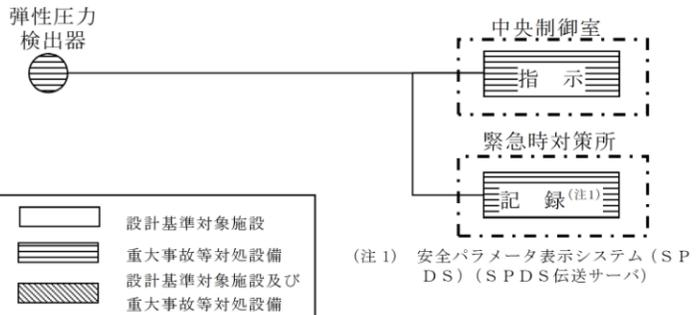 弾性圧力
検出器
中央制御室
指 示
緊急時対策所
記 録(注1)
設計基準対象施設
重大事故等対処設備
設計基準対象施設及び
重大事故等対処設備
(注1) 安全パラメータ表示システム(SP
DS)(SPDS伝送サーバ)